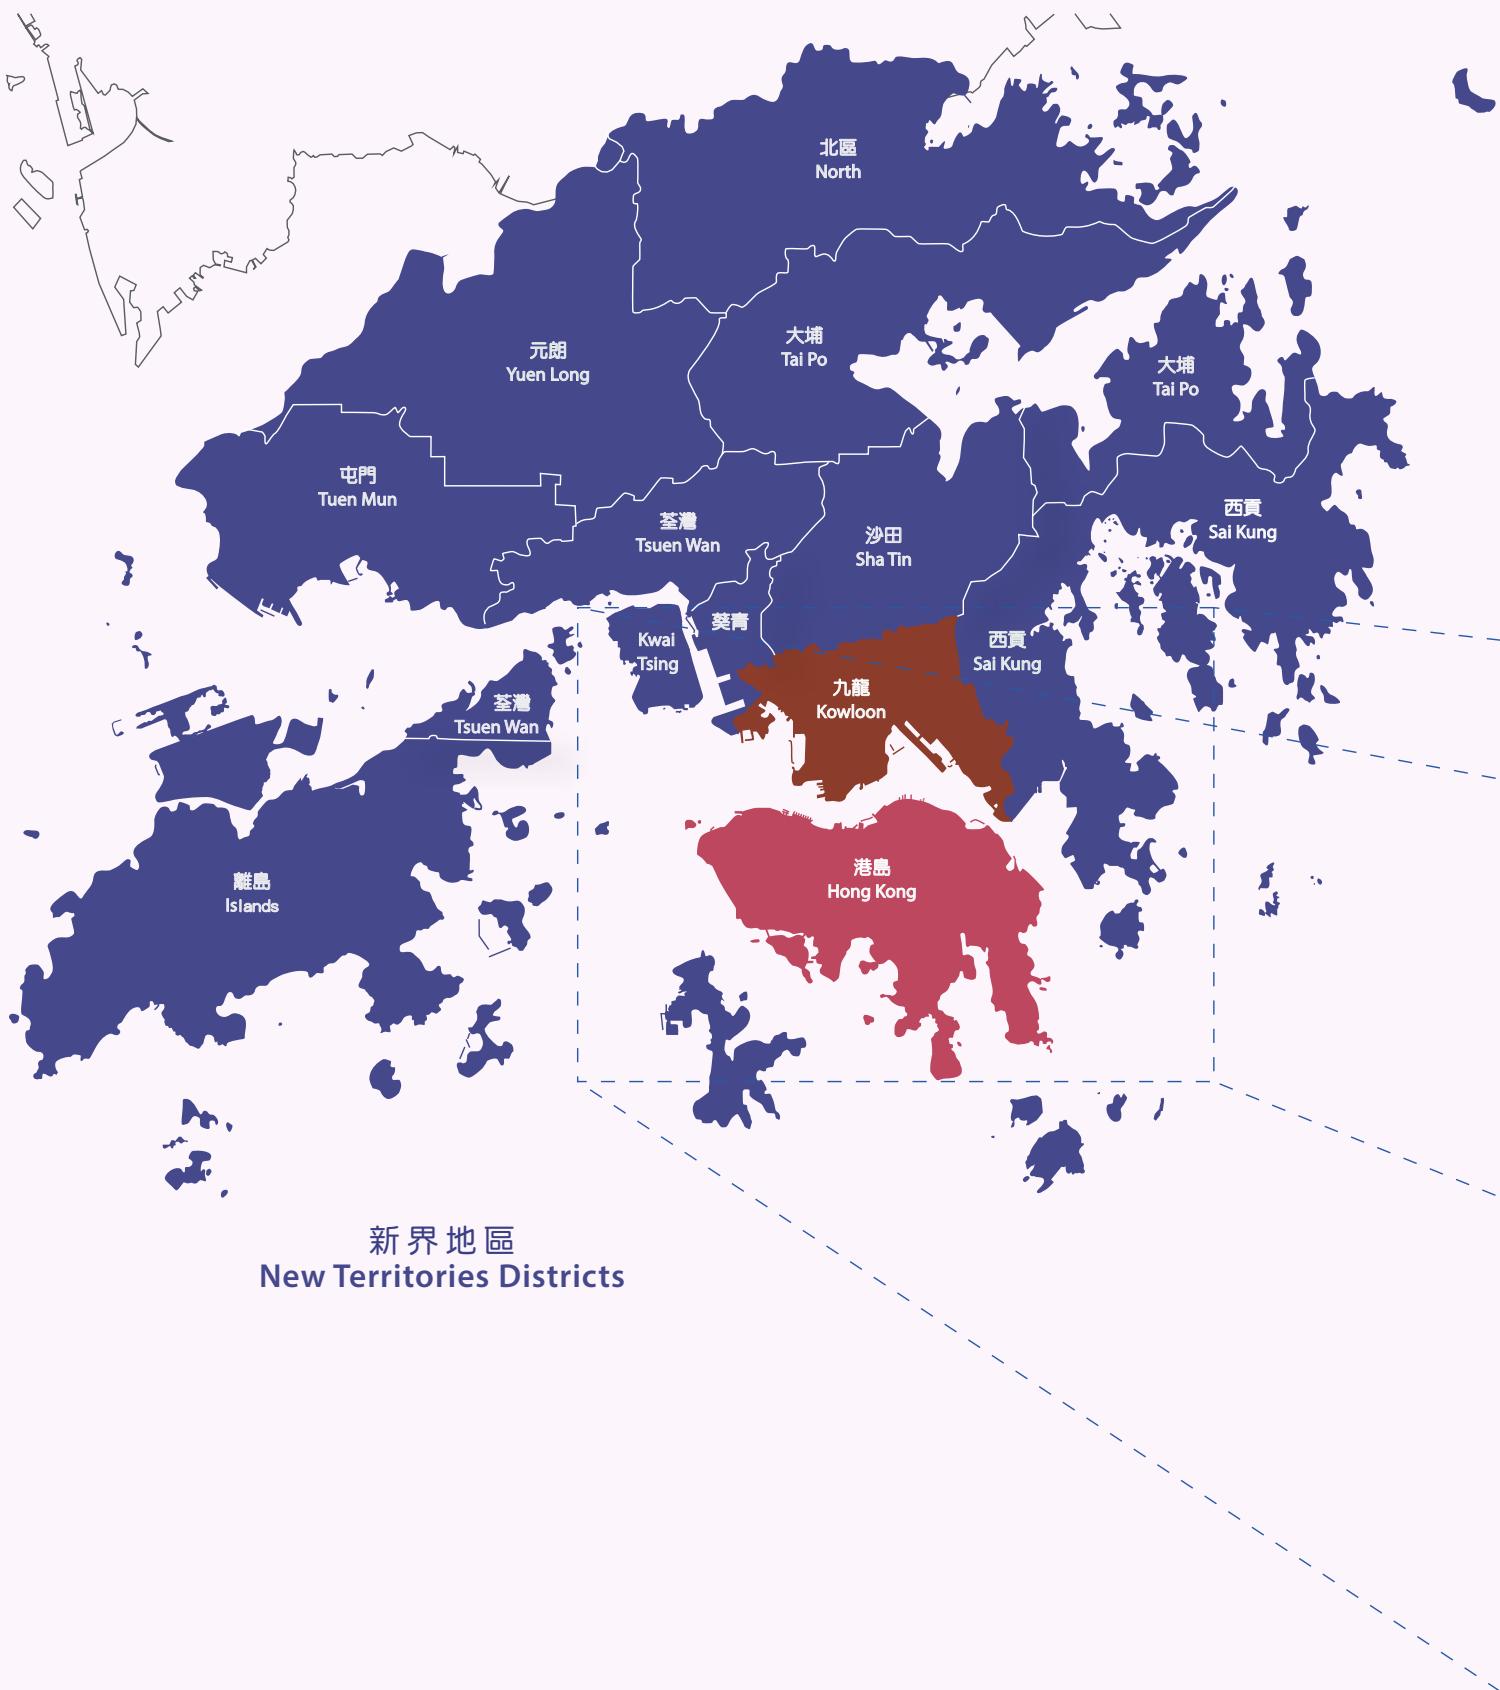 北區
North
元朗
Yuen Long
大埔
Tai Po
大埔
Tai Po
屯門
Tuen Mun
荃灣
Tsuen Wan
沙田
Sha Tin
西貢
Sai Kung
葵青
Kwai
Tsing
西貢
Sai Kung
荃灣
Tsuen Wan
九龍
Kowloon
離島
Islands
港島
Hong Kong
新界地區
New Territories Districts